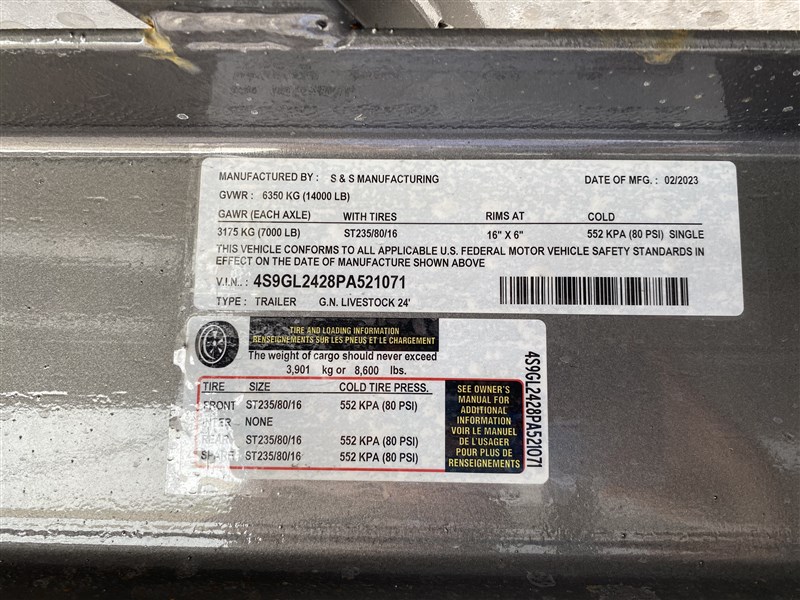 MANUFACTURED BY : S & S MANUFACTURING DATE OF MFG. : 02/2023
GVWR : 6350 KG (14000 LB)
GAWR (EACH AXLE) WITH TIRES RIMS AT COLD
3175 KG (7000 LB) ST235/80/16 16" X 6" 552 KPA (80 PSI) SINGLE
THIS VEHICLE CONFORMS TO ALL APPLICABLE U.S. FEDERAL MOTOR VEHICLE SAFETY STANDARDS IN
EFFECT ON THE DATE OF MANUFACTURE SHOWN ABOVE
V.I.N.. : 4S9GL2428PA521071
TYPE : TRAILER G.N. LIVESTOCK 24'
TIRE AND LOADING INFORMATION
RENSEIGNEMENTS SUR LES PNEUS ET LE CHARGEMENT
The weight of cargo should never exceed
3,901 kg or 8,600 lbs.
TIRE SIZE COLD TIRE PRESS.
FRONT ST235/80/16 552 KPA (80 PSI)
INTER NONE
REAR ST235/80/16 552 KPA (80 PSI)
SPARE ST235/80/16 552 KPA (80 PSI)
SEE OWNER'S
MANUAL FOR
ADDITIONAL
INFORMATION
VOIR LE MANUEL
DE L'USAGER
POUR PLUS DE
RENSEIGNEMENTS
4S9GL2428PA521071